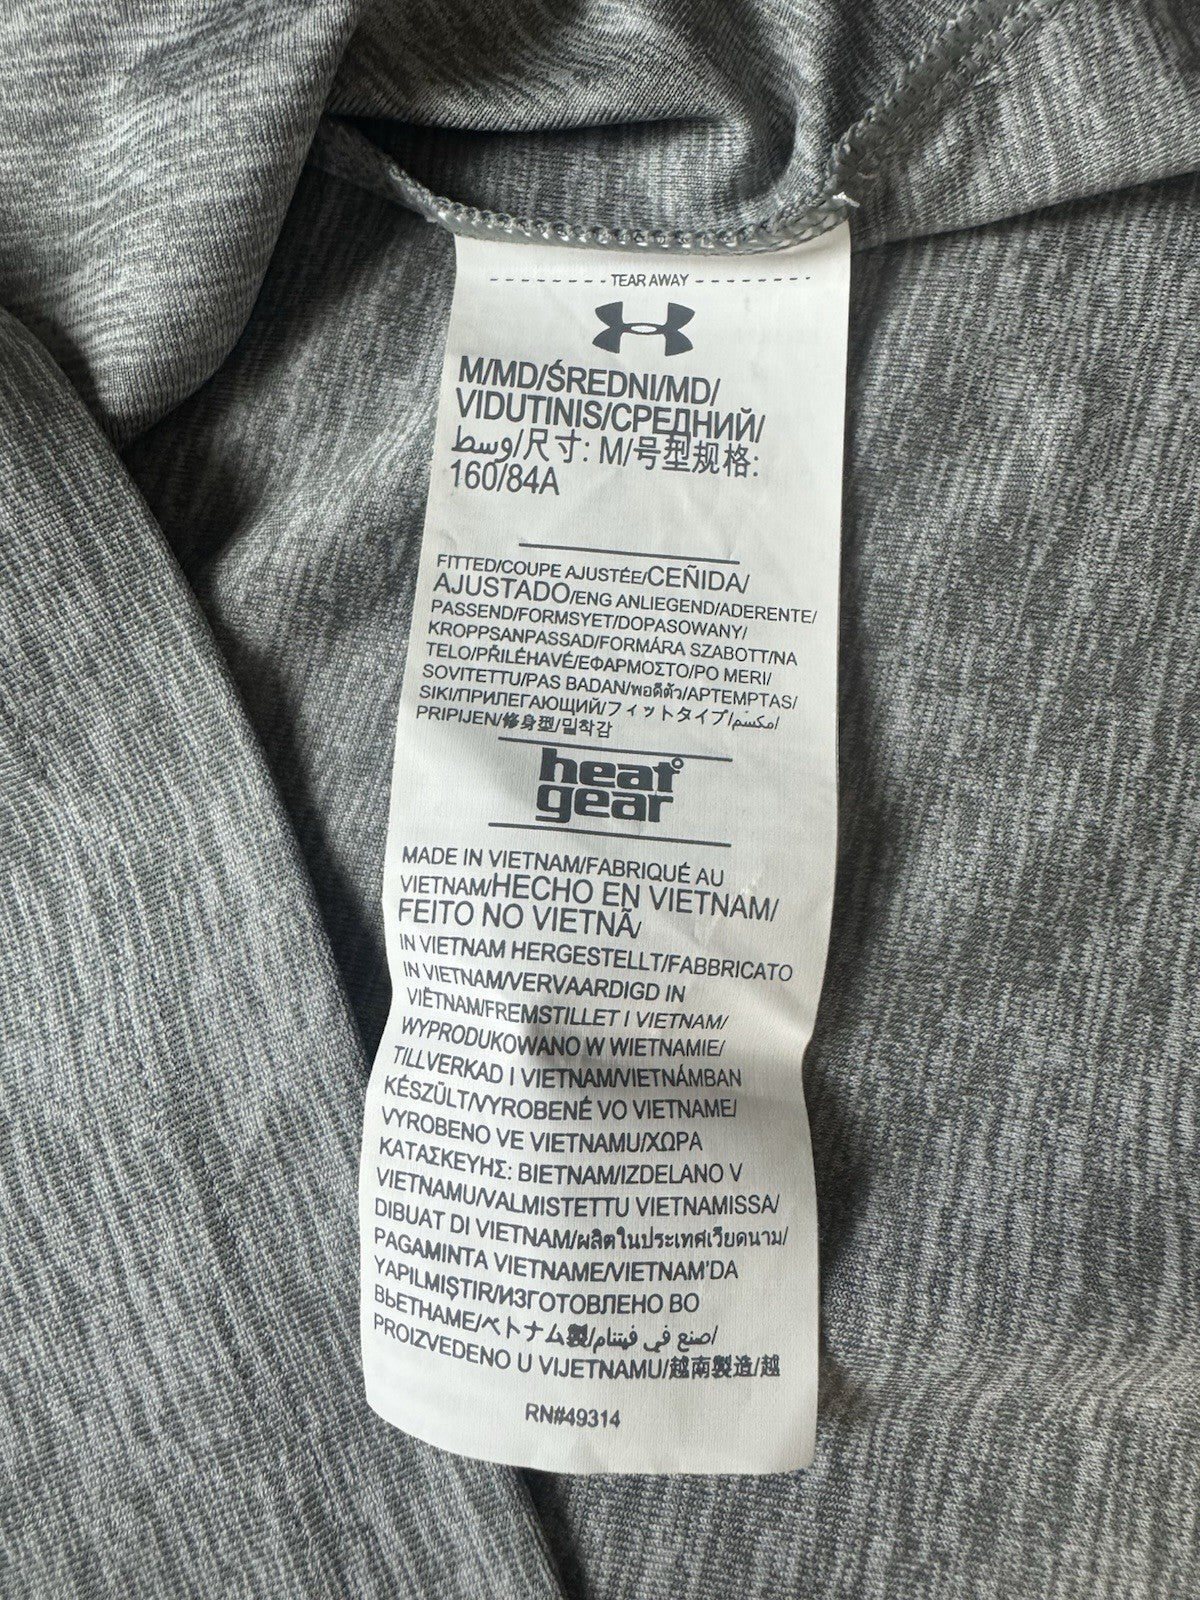 TEAR AWAY
M/MD/ŚREDNI/MD/
VIDUTINIS/СРЕДНИЙ/
وسط/尺寸: M/号型规格:
160/84A
FITTED/COUPE AJUSTÉE/CEÑIDA/
AJUSTADO/ENG ANLIEGEND/ADERENTE/
PASSEND/FORMSYET/DOPASOWANY/
KROPPSANPASSAD/FORMÁRA SZABOTT/NA
TELO/PŘILÉHAVÉ/ΕΦΑΡΜΟΣΤΟ/PO MERI/
SOVITETTU/PAS BADAN/พอดีตัว/APTEMPTAS/
SIKI/ПРИЛЕГАЮЩИЙ/フィットタイプ/مكسّم/
PRIPIJEN/修身型/밀착감
heat
gear
MADE IN VIETNAM/FABRIQUÉ AU
VIETNAM/HECHO EN VIETNAM/
FEITO NO VIETNÃ/
IN VIETNAM HERGESTELLT/FABBRICATO
IN VIETNAM/VERVAARDIGD IN
VIËTNAM/FREMSTILLET I VIETNAM/
WYPRODUKOWANO W WIETNAMIE/
TILLVERKAD I VIETNAM/VIETNÁMBAN
KÉSZÜLT/VYROBENÉ VO VIETNAME/
VYROBENO VE VIETNAMU/ΧΩΡΑ
ΚΑΤΑΣΚΕΥΗΣ: ΒΙΕΤΝΑΜ/IZDELANO V
VIETNAMU/VALMISTETTU VIETNAMISSA/
DIBUAT DI VIETNAM/ผลิตในประเทศเวียดนาม/
PAGAMINTA VIETNAME/VIETNAM'DA
YAPILMIŞTIR/ИЗГОТОВЛЕНО ВО
ВЬЕТНАМЕ/ベトナム製/صنع في فيتنام/
PROIZVEDENO U VIJETNAMU/越南製造/越
RN#49314